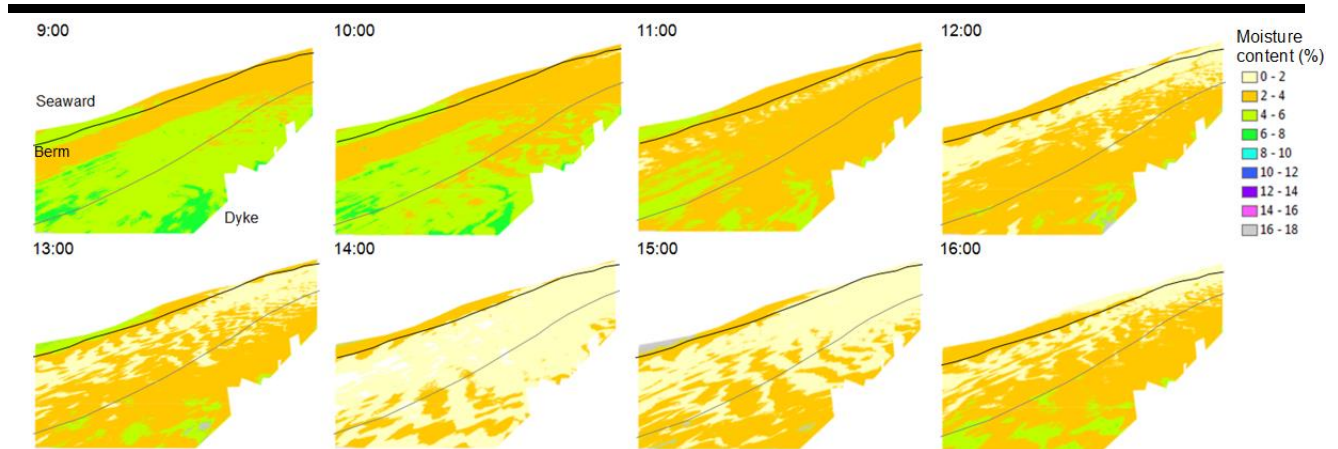 9:00
10:00
11:00
12:00
Moisture
content (%)
0 - 2
2 - 4
4 - 6
6 - 8
8 - 10
10 - 12
12 - 14
14 - 16
16 - 18
Seaward
Berm
Dyke
13:00
14:00
15:00
16:00